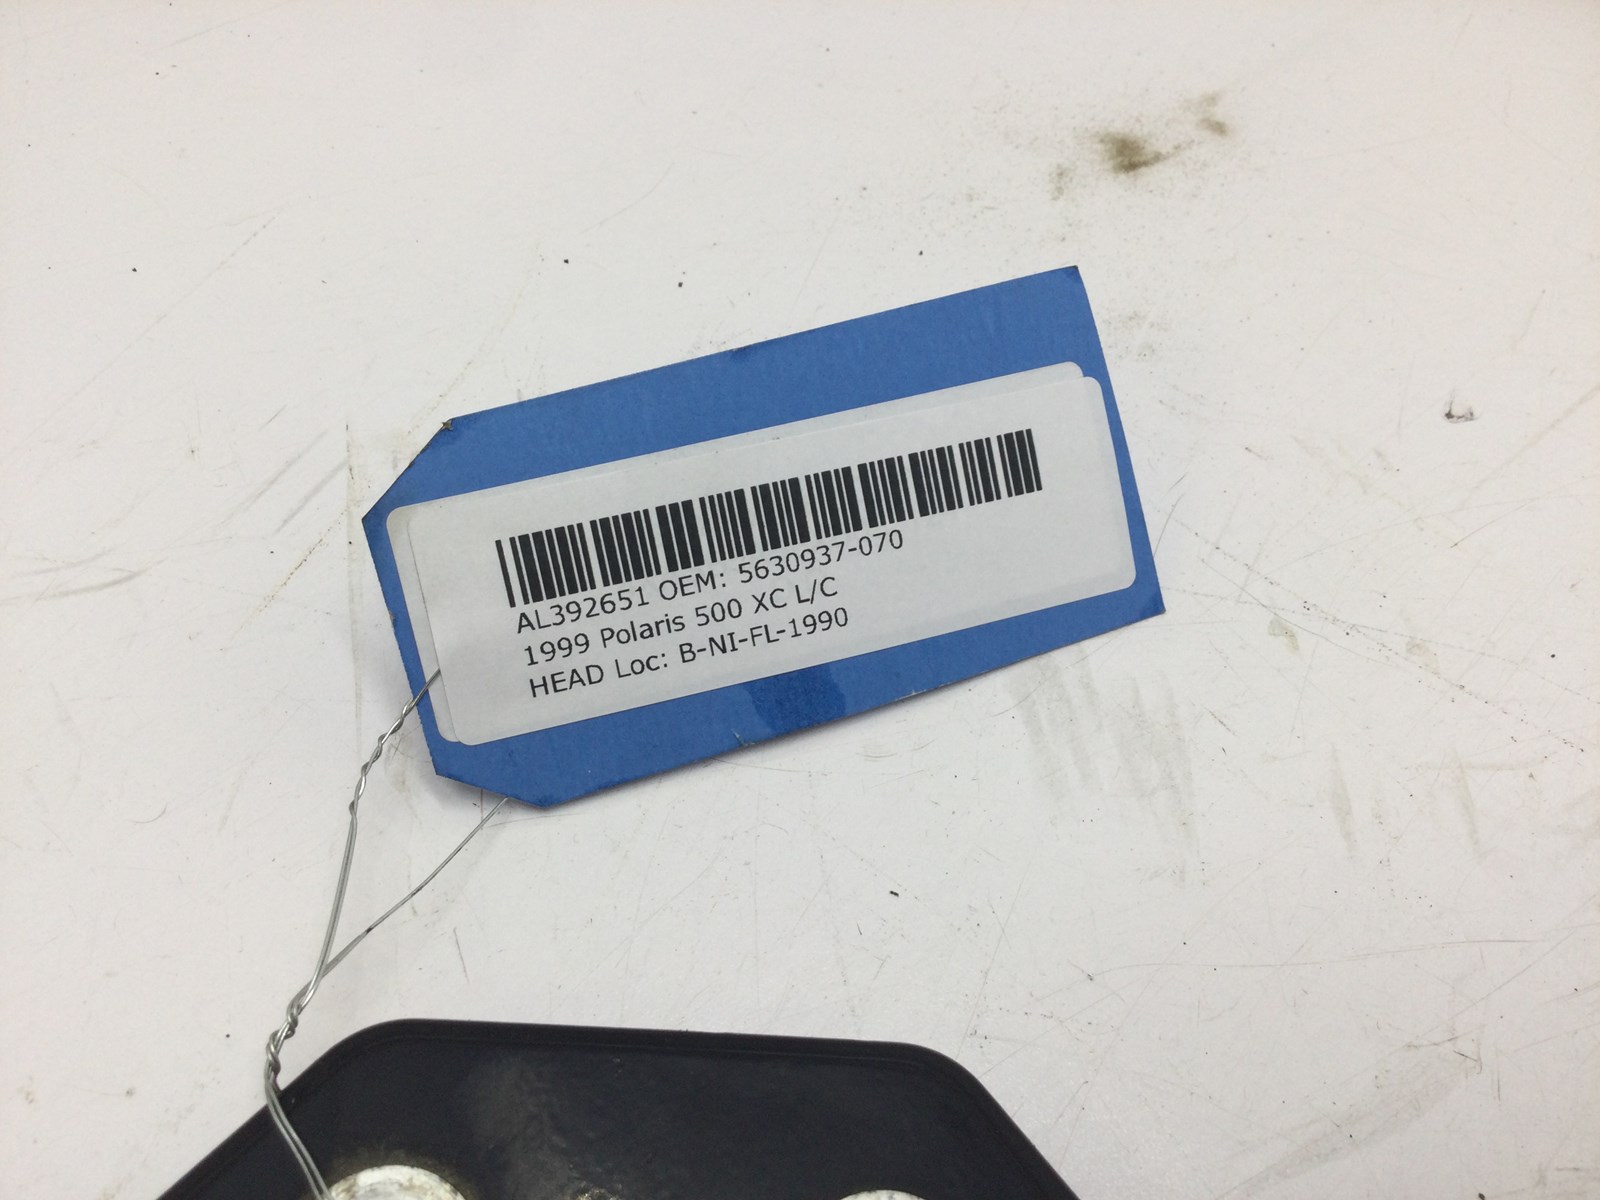 AL392651 OEM: 5630937-070
1999 Polaris 500 XC L/C
HEAD Loc: B-NI-FL-1990